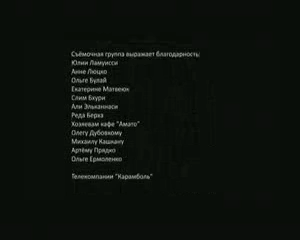 Съёмочная группа выражает благодарность:
Юлии Ламуисси
Анне Люцко
Ольге Булай
Екатерине Матвеюк
Слим Бхури
Али Эльканнаси
Реда Берха
Хозяевам кафе "Амато"
Олегу Дубовкому
Михаилу Кашкану
Артёму Прядко
Ольге Ермоленко
Телекомпании "Карамболь"